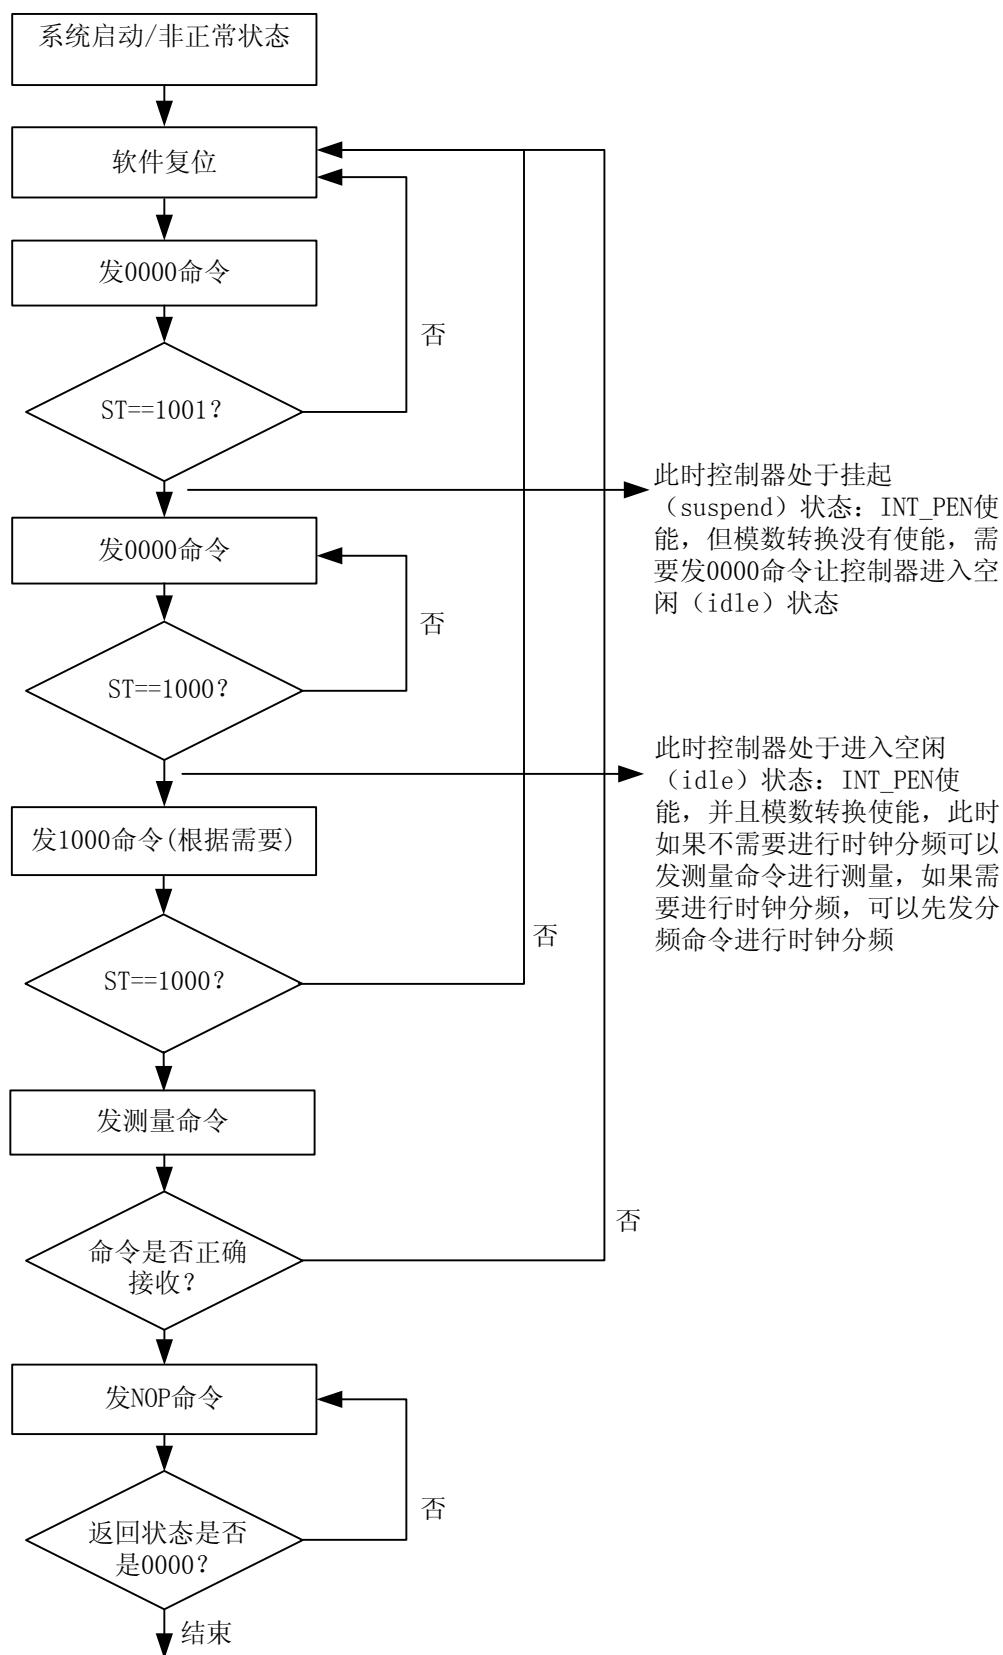 系统启动/非正常状态
软件复位
发0000命令
否
ST==1001?
此时控制器处于挂起
（suspend）状态：INT_PEN使
能，但模数转换没有使能，需
要发0000命令让控制器进入空
闲（idle）状态
发0000命令
否
ST==1000?
此时控制器处于进入空闲
（idle）状态：INT_PEN使
能，并且模数转换使能，此时
如果不需要进行时钟分频可以
发测量命令进行测量，如果需
要进行时钟分频，可以先发分
频命令进行时钟分频
发1000命令(根据需要)
否
ST==1000?
发测量命令
否
命令是否正确
接收?
发NOP命令
否
返回状态是否
是0000?
结束